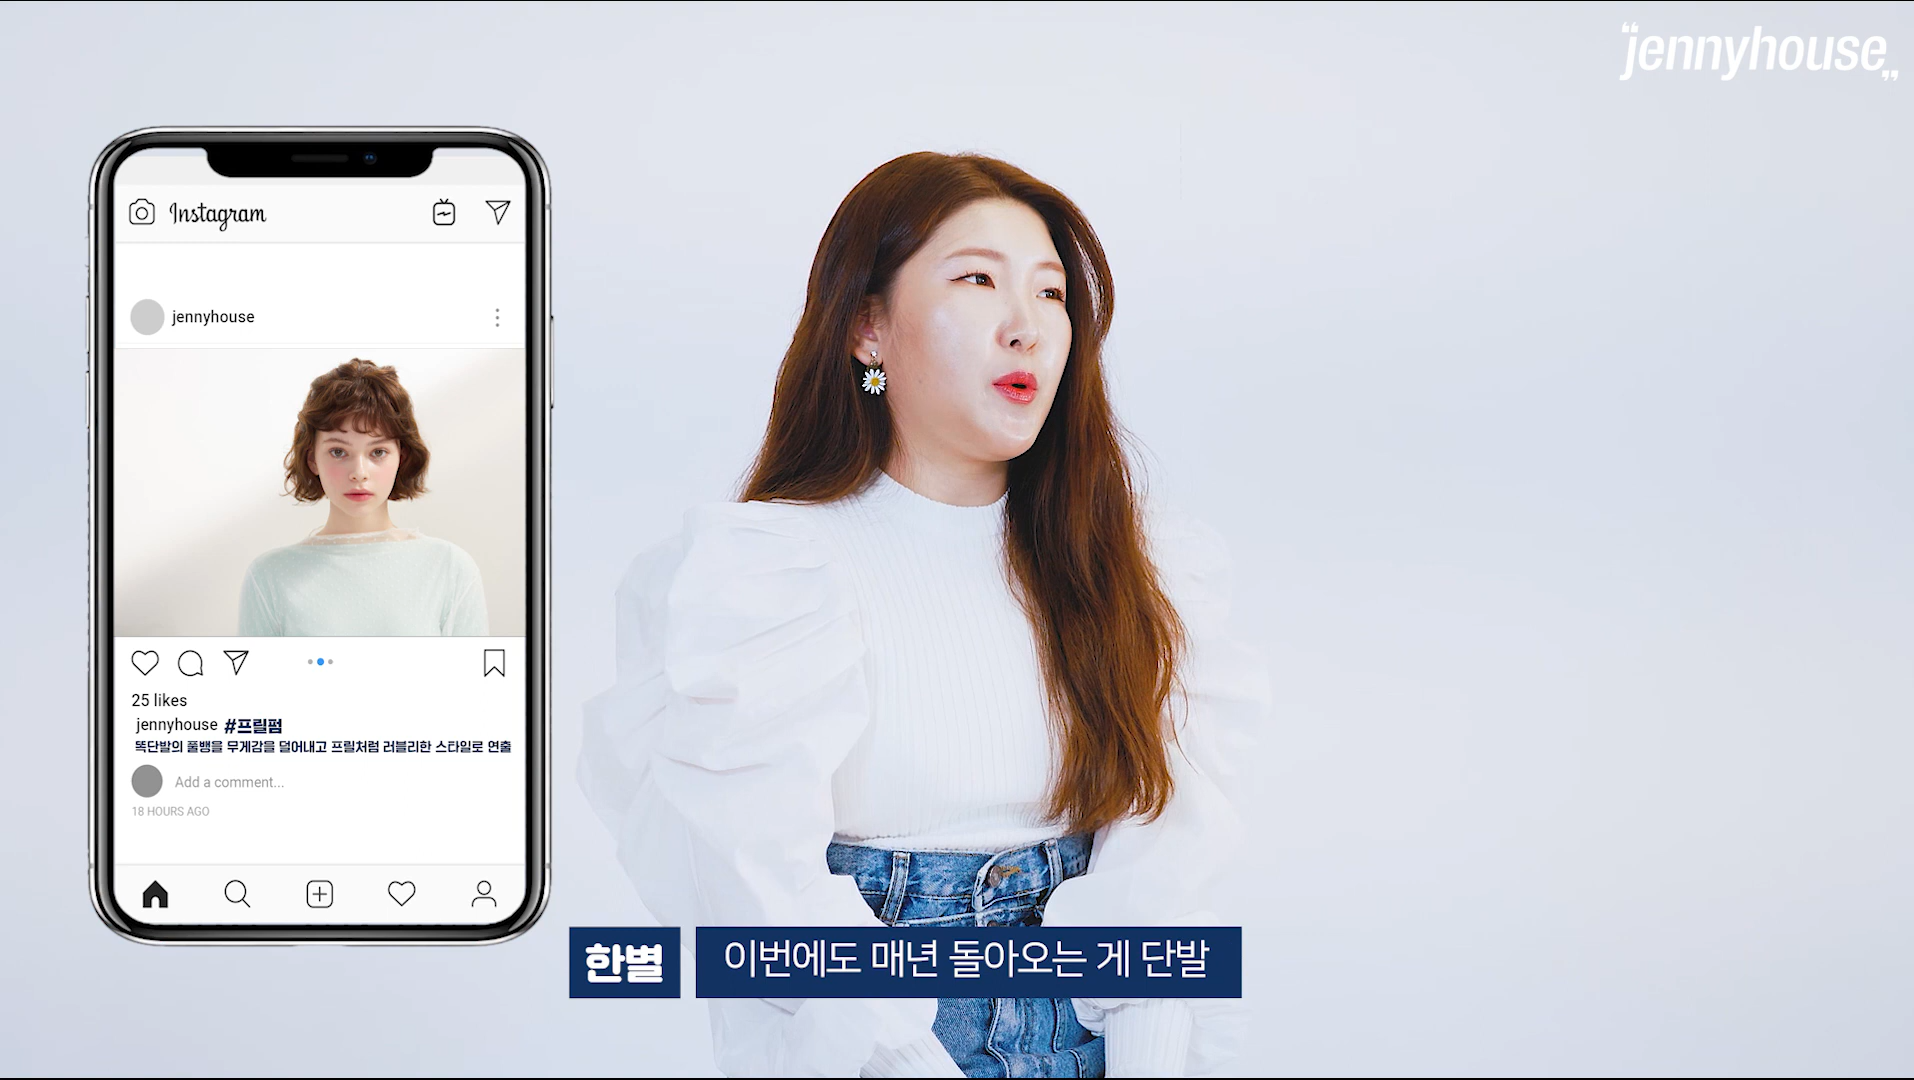 jennyhouse
Instagram
jennyhouse
25 likes
jennyhouse #프릴펌
똑단발의 풀뱅을 무게감을 덜어내고 프릴처럼 러블리한 스타일로 연출
Add a comment...
18 HOURS AGO
한별 이번에도 매년 돌아오는 게 단발